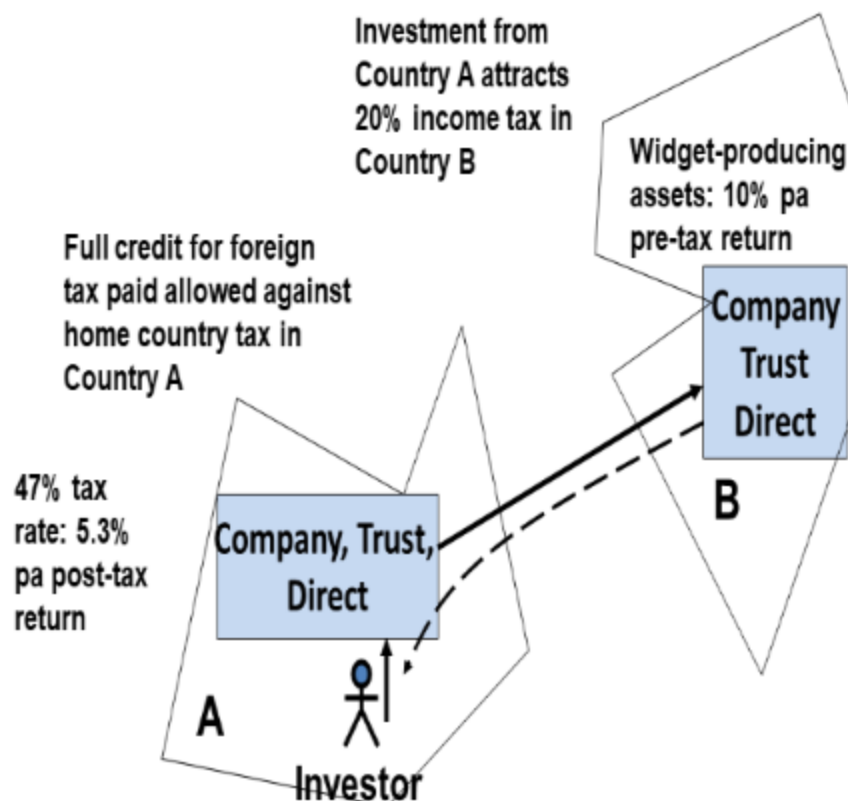 Investment from
Country A attracts
20% income tax in
Country B
Widget-producing
assets: 10% pa
pre-tax return
Full credit for foreign
tax paid allowed against
home country tax in
Country A
Company
Trust
Direct
B
47% tax
rate: 5.3%
pa post-tax
return
Company, Trust,
Direct
A
Investor